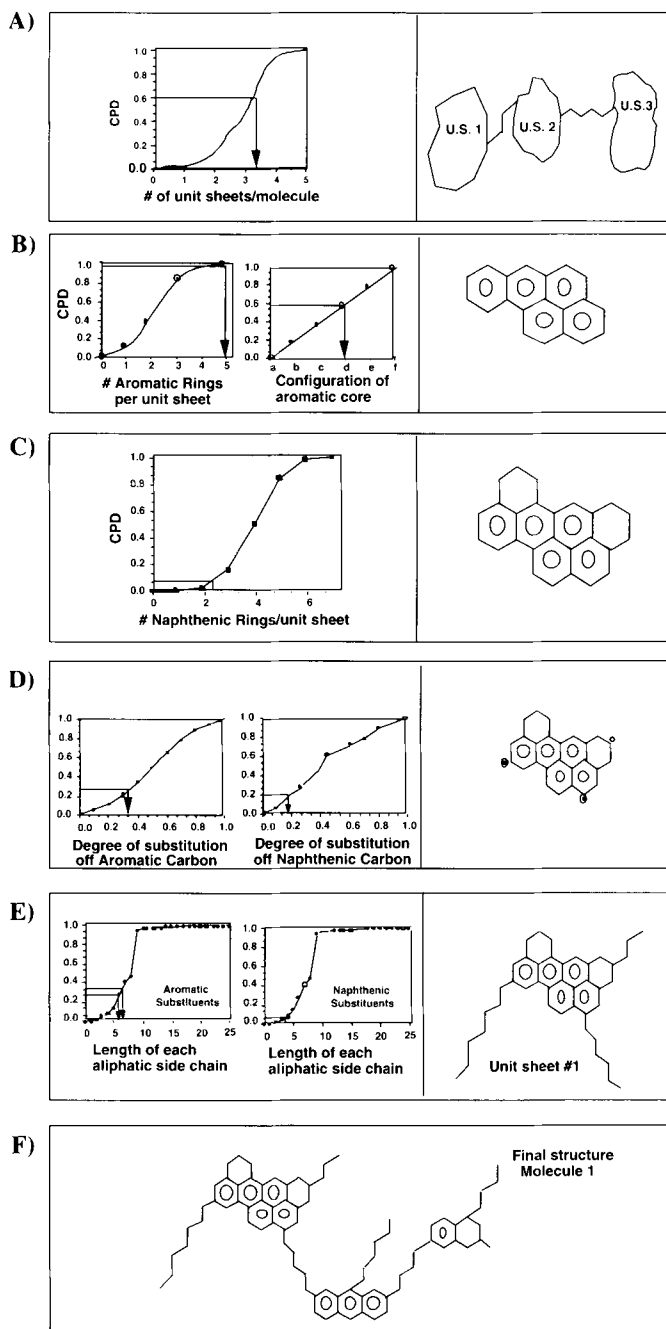 A)
CPD
1.0
0.8
0.6
0.4
0.2
0.0
0 1 2 3 4 5
# of unit sheets/molecule
U.S. 1
U.S. 2
U.S.3
B)
CPD
1.0
0.8
0.6
0.4
0.2
0.0
0 1 2 3 4 5
# Aromatic Rings
per unit sheet
1.0
0.8
0.6
0.4
0.2
0
a b c d e f
Configuration of
aromatic core
C)
CPD
1.0
0.8
0.6
0.4
0.2
0.0
0 2 4 6
# Naphthenic Rings/unit sheet
D)
1.0
0.8
0.6
0.4
0.2
0.0
0.0 0.2 0.4 0.6 0.8 1.0
Degree of substitution
off Aromatic Carbon
1.0
0.8
0.6
0.4
0.2
0.0
0.0 0.2 0.4 0.6 0.8 1.0
Degree of substitution
off Naphthenic Carbon
E)
1.0
0.8
0.6
0.4
0.2
0.0
0 5 10 15 20 25
Aromatic
Substituents
Length of each
aliphatic side chain
1.0
0.8
0.6
0.4
0.2
0.0
0 5 10 15 20 25
Naphthenic
Substituents
Length of each
aliphatic side chain
Unit sheet #1
F)
Final structure
Molecule 1